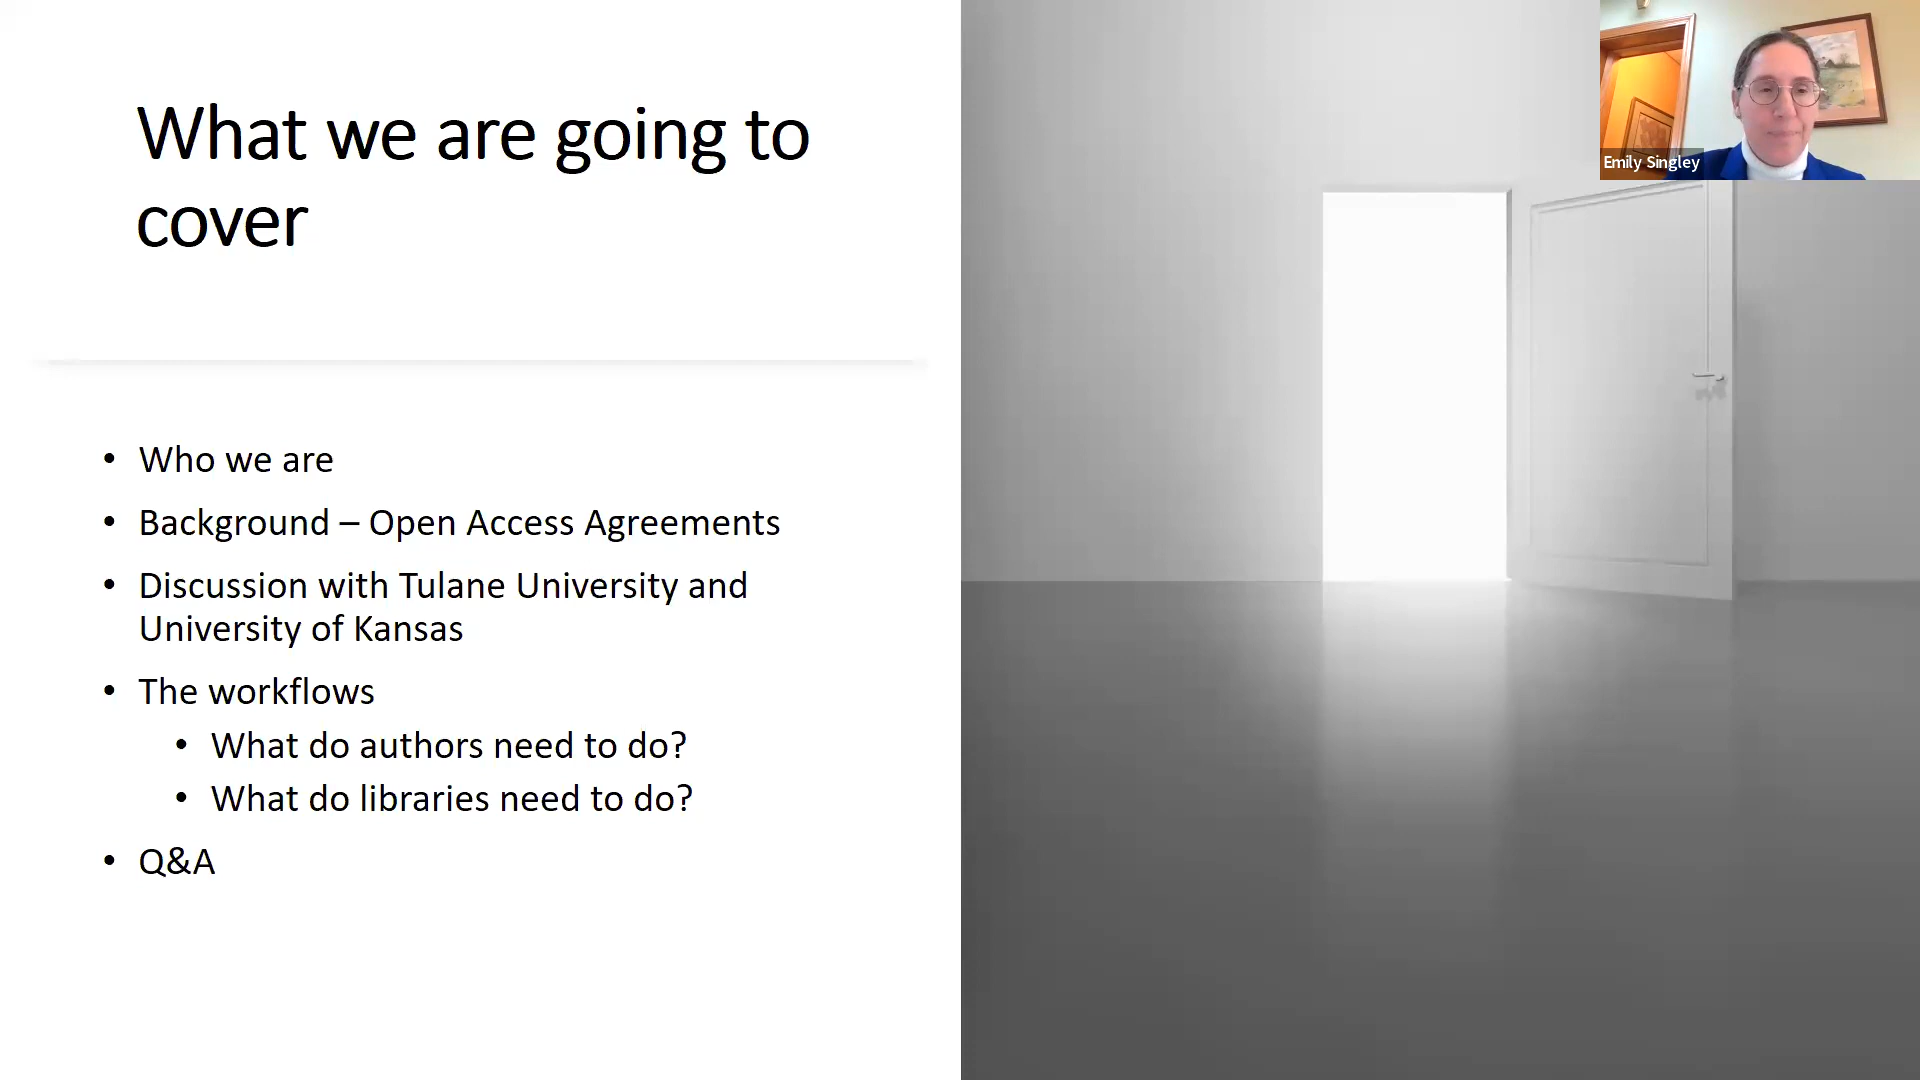 What we are going to
cover
• Who we are
• Background – Open Access Agreements
• Discussion with Tulane University and
University of Kansas
• The workflows
• What do authors need to do?
• What do libraries need to do?
• Q&A
Emily Singley